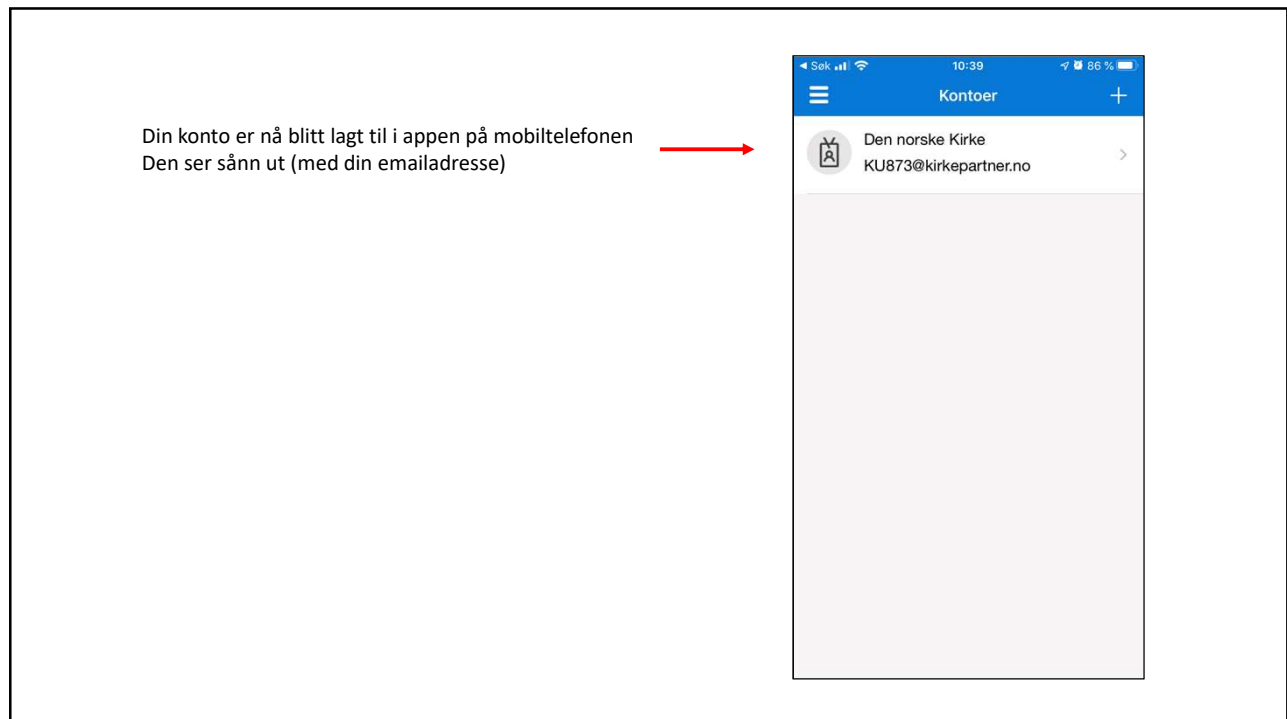 Din konto er nå blitt lagt til i appen på mobiltelefonen
Den ser sånn ut (med din emailadresse)
Søk 10:39 86 %
Kontoer
Den norske Kirke
KU873@kirkepartner.no